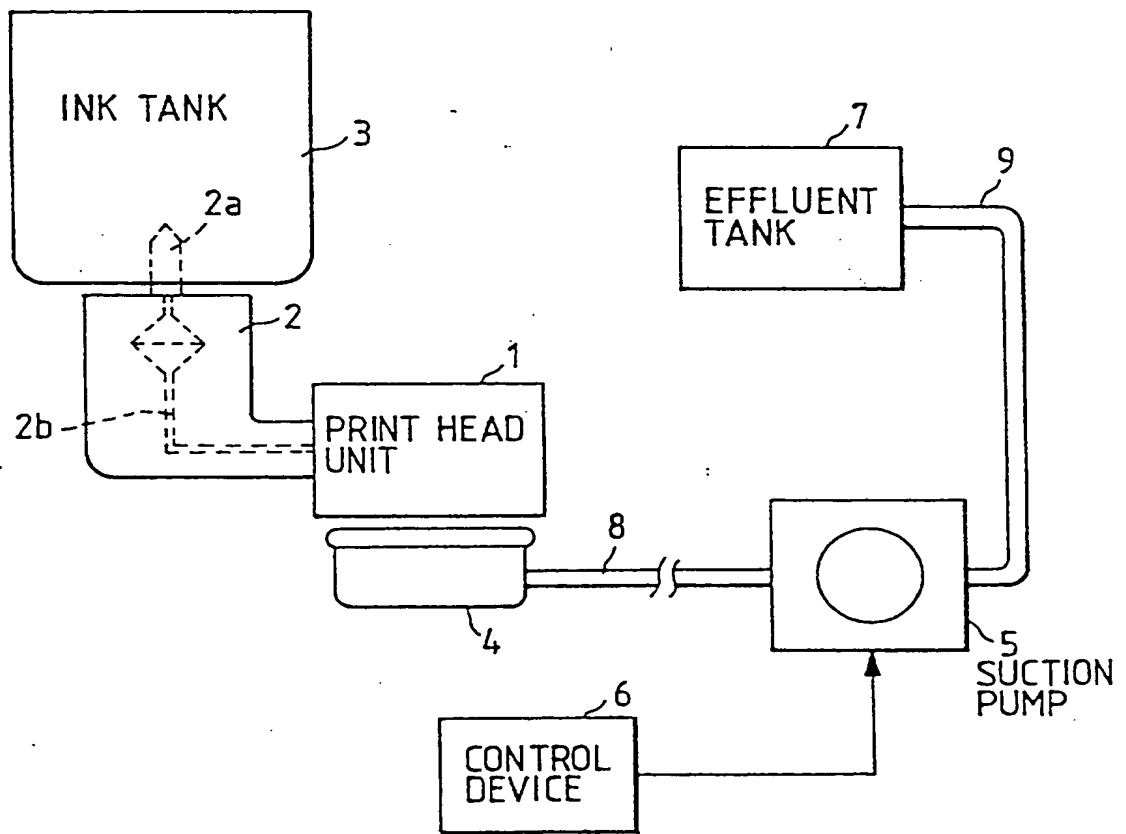 INK TANK
3
2a
2
2b
1
PRINT HEAD
UNIT
4
8
7
EFFLUENT
TANK
9
5
SUCTION
PUMP
6
CONTROL
DEVICE